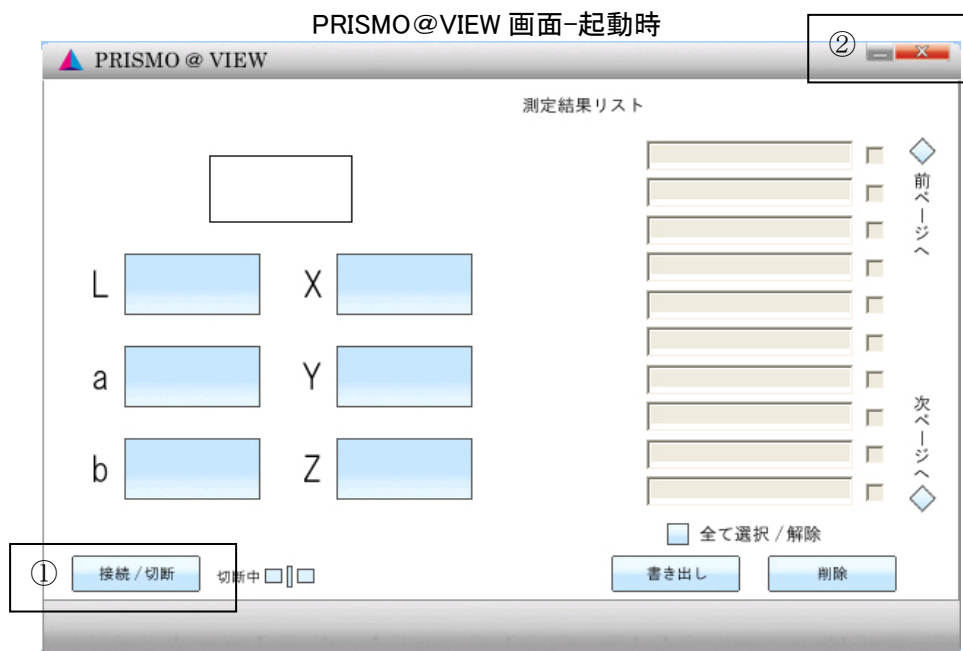 PRISMO@VIEW 画面-起動時
②
PRISMO @ VIEW
測定結果リスト
前ページへ
L
X
a
Y
b
Z
次ページへ
全て選択 / 解除
①
接続 / 切断
切断中
書き出し
削除